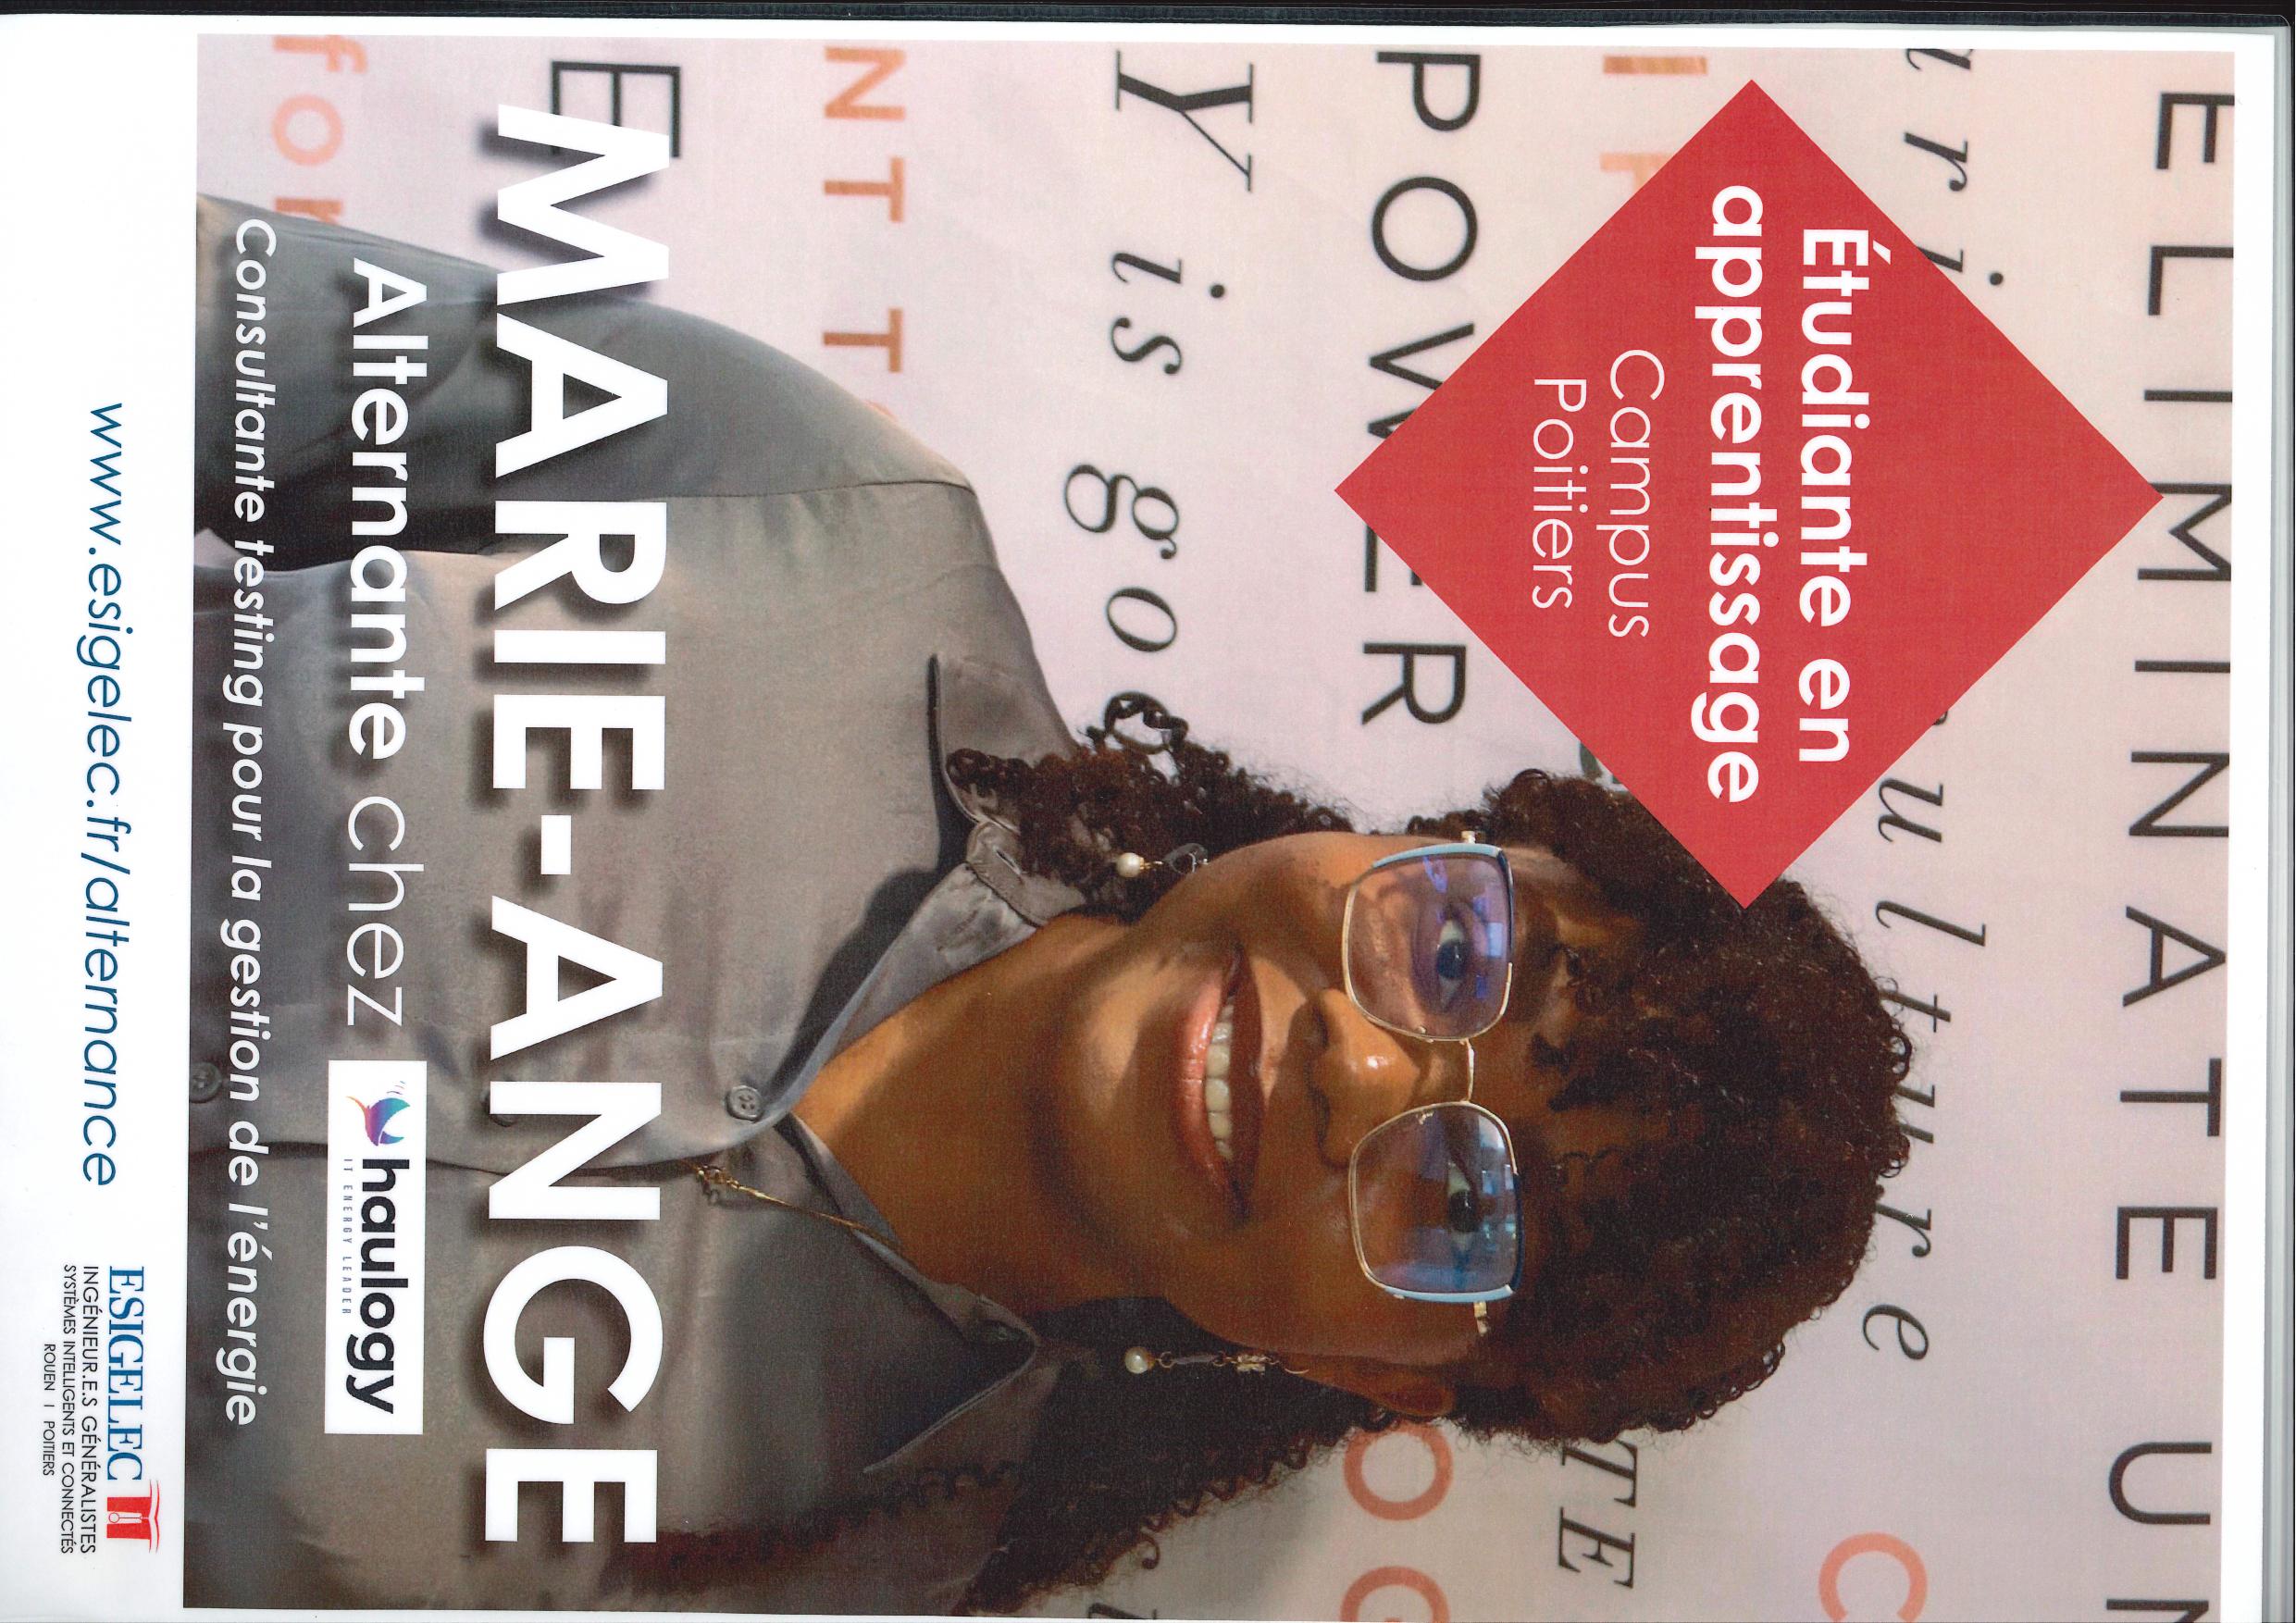 ELIMINATE
ulture
Étudiante en
apprentissage
Campus
Poitiers
TE
Y is
NT
MARIE-ANGE
Alternante chez haulogy
IT ENERGY LEADER
Consultante testing pour la gestion de l'énergie
www.esigelec.fr/alternance
ESIGELEC
INGÉNIEUR.E.S GÉNÉRALISTES
SYSTÈMES INTELLIGENTS ET CONNECTÉS
ROUEN | POITIERS